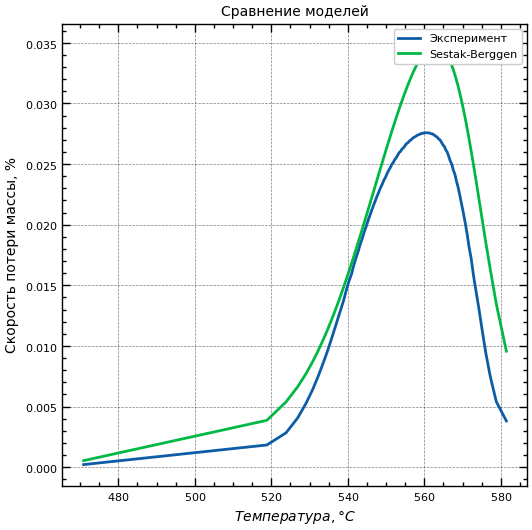 Сравнение моделей
Эксперимент
Sestak-Berggen
Скорость потери массы, %
0.035
0.030
0.025
0.020
0.015
0.010
0.005
0.000
480 500 520 540 560 580
Температура, °C